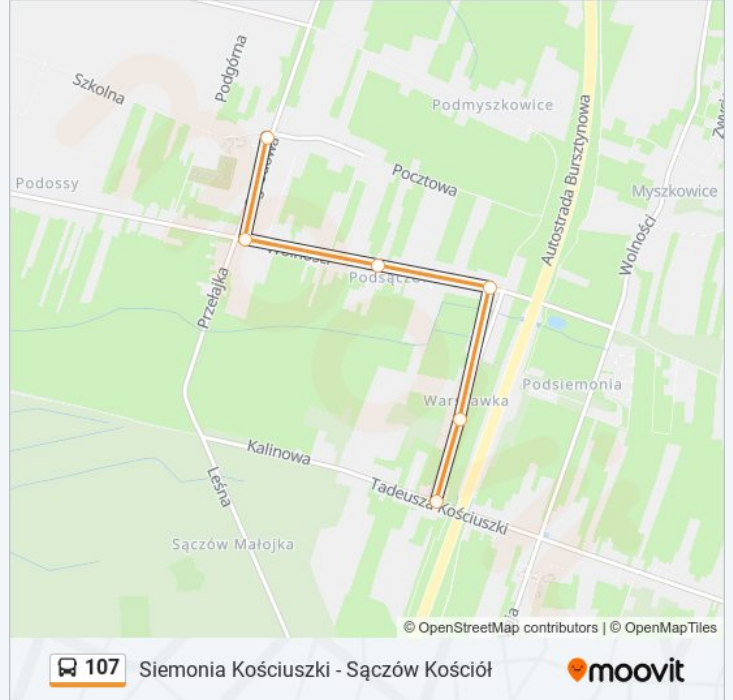 Podgórna
Szkolna
Podmyszkowice
Autostrada Bursztynowa
Pocztowa
Podossy
Myszkowice
Wolności
Przełajka
Podsiemonia
Kalinowa
Tadeusza Kościuszki
Leśna
Sączów Małojka
© OpenStreetMap contributors | © OpenMapTiles
107 Siemonia Kościuszki - Sączów Kościół
moovit